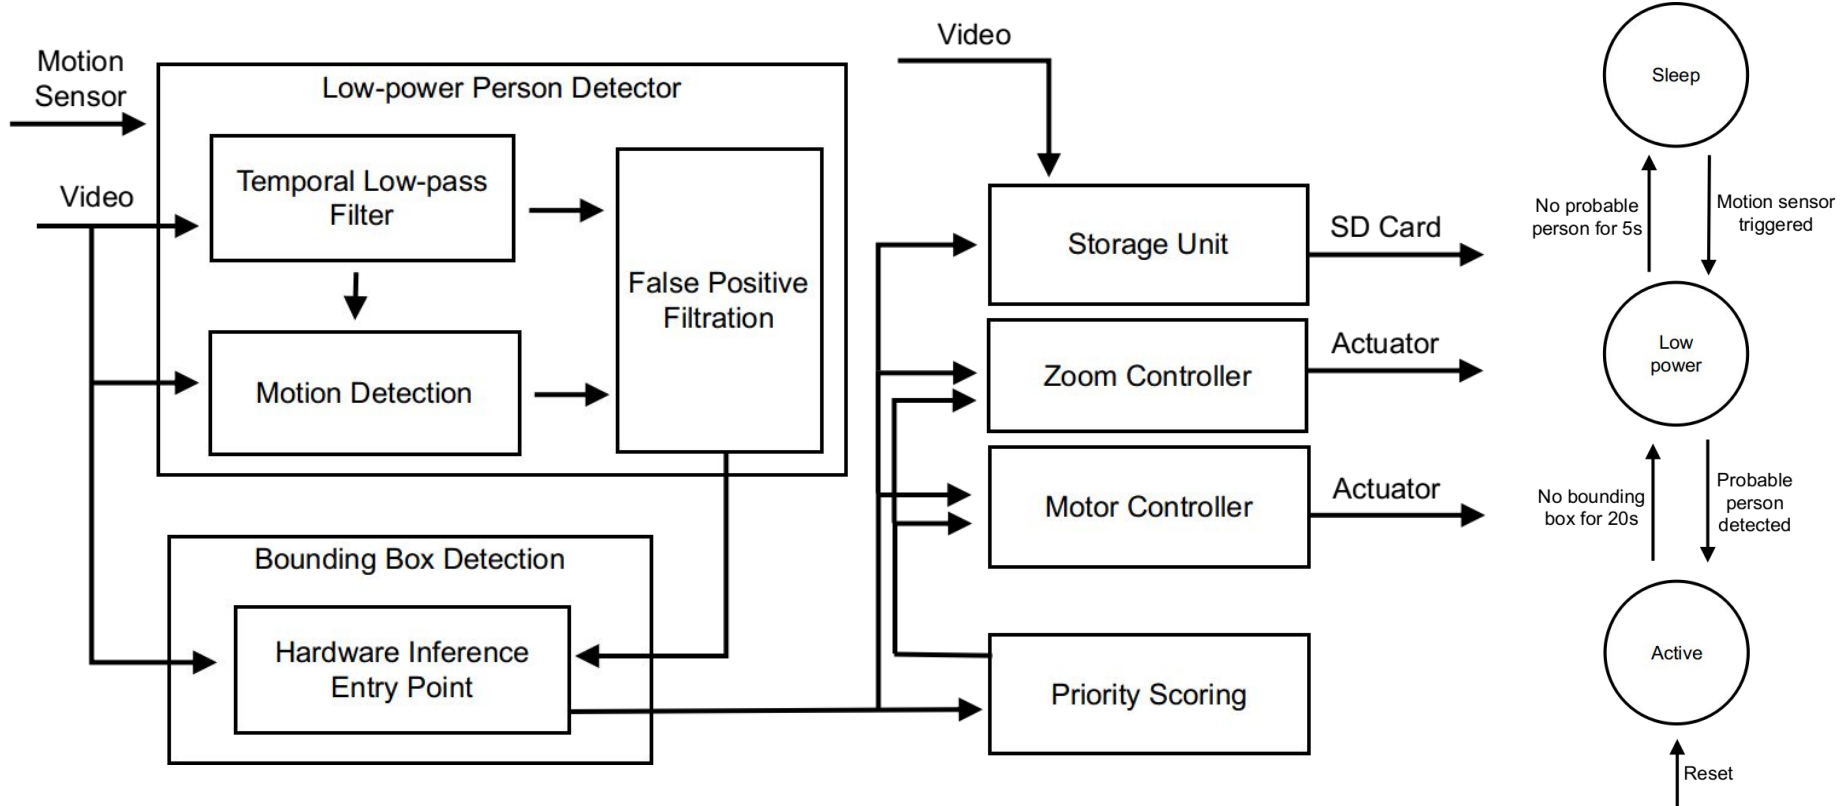 Motion
Sensor
Video
Low-power Person Detector
Temporal Low-pass
Filter
Motion Detection
False Positive
Filtration
Bounding Box Detection
Hardware Inference
Entry Point
Video
Storage Unit
SD Card
Zoom Controller
Actuator
Motor Controller
Actuator
Priority Scoring
Sleep
No probable
person for 5s
Motion sensor
triggered
Low
power
No bounding
box for 20s
Probable
person
detected
Active
Reset